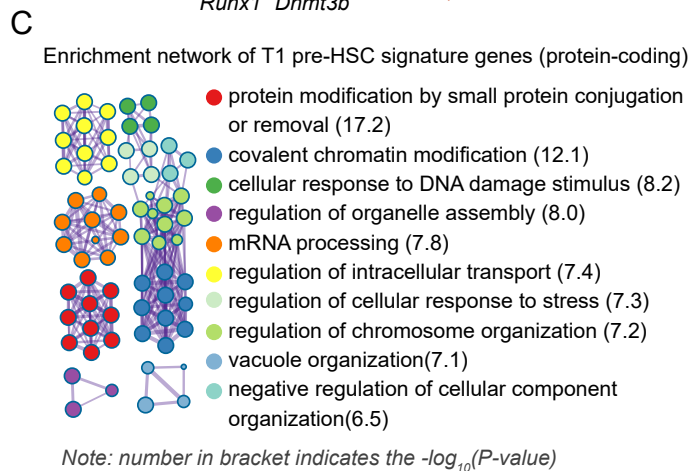 Runx1 Dnmt3b
C
Enrichment network of T1 pre-HSC signature genes (protein-coding)
protein modification by small protein conjugation
or removal (17.2)
covalent chromatin modification (12.1)
cellular response to DNA damage stimulus (8.2)
regulation of organelle assembly (8.0)
mRNA processing (7.8)
regulation of intracellular transport (7.4)
regulation of cellular response to stress (7.3)
regulation of chromosome organization (7.2)
vacuole organization(7.1)
negative regulation of cellular component
organization(6.5)
Note: number in bracket indicates the -log10(P-value)